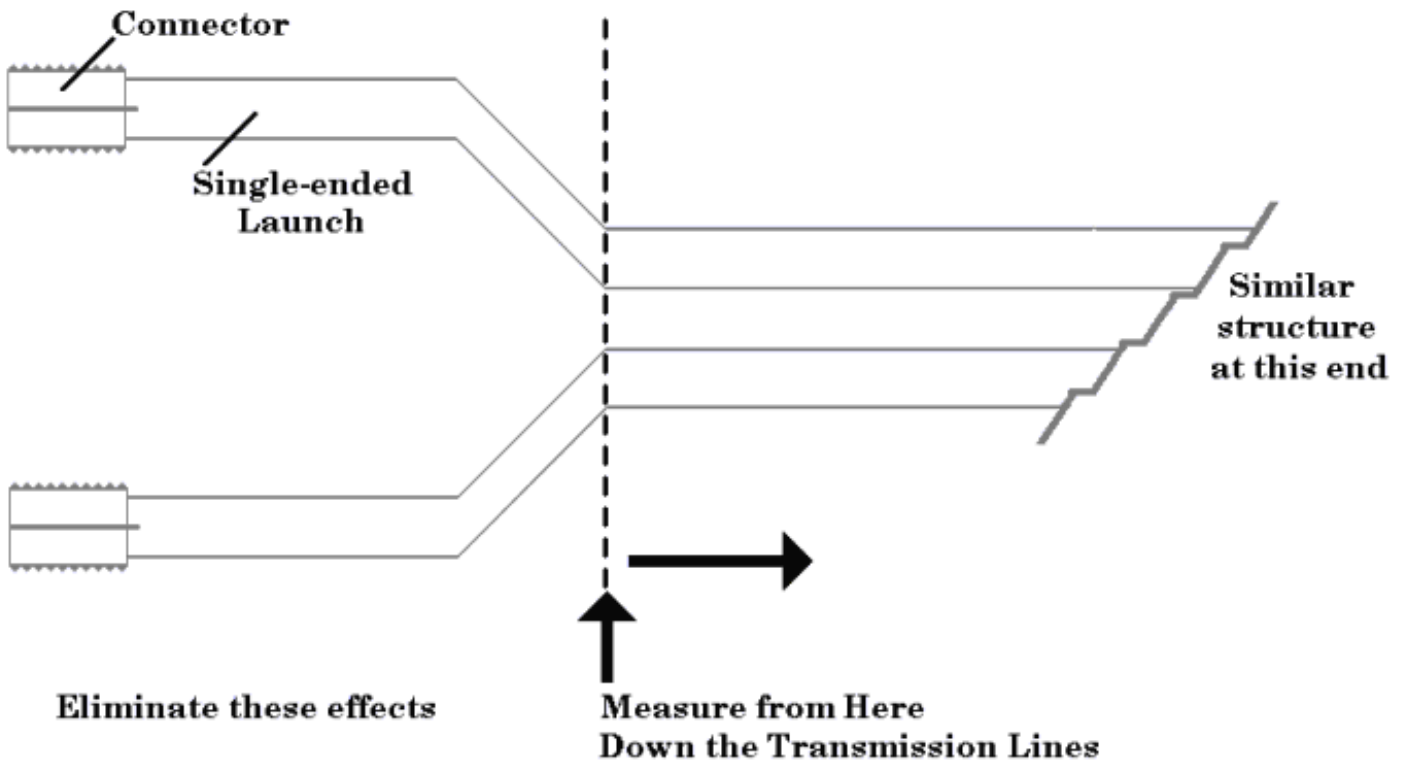 Connector
Single-ended
Launch
Similar
structure
at this end
Eliminate these effects
Measure from Here
Down the Transmission Lines